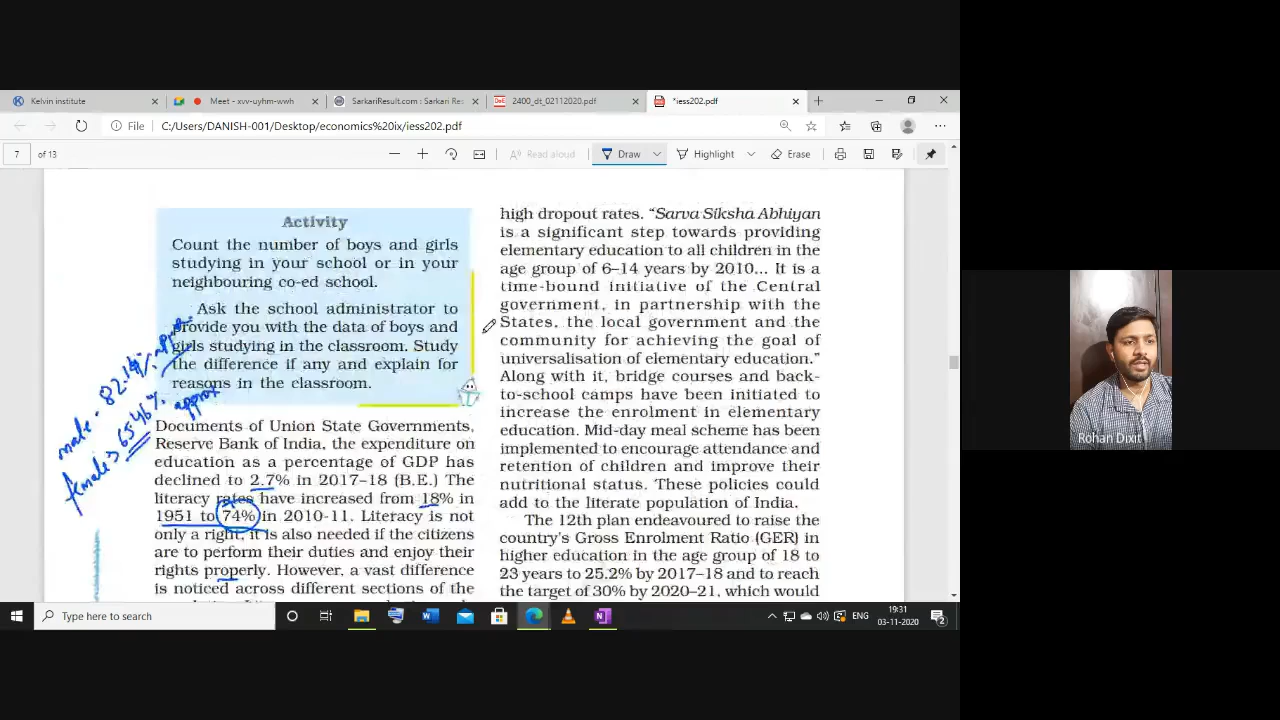 Kelvin institute
Meet - xvv-uyhm-wwh
SarkariResult.com : Sarkari Res
2400_dt_02112020.pdf
*iess202.pdf
File
C:/Users/DANISH-001/Desktop/economics%20ix/iess202.pdf
7 of 13
Read aloud
Draw
Highlight
Erase
Activity
Count the number of boys and girls
studying in your school or in your
neighbouring co-ed school.
Ask the school administrator to
provide you with the data of boys and
girls studying in the classroom. Study
the difference if any and explain for
reasons in the classroom.
male - 82.14% approx
female > 65.46% approx
Documents of Union State Governments,
Reserve Bank of India, the expenditure on
education as a percentage of GDP has
declined to 2.7% in 2017–18 (B.E.) The
literacy rates have increased from 18% in
1951 to 74% in 2010-11. Literacy is not
only a right, it is also needed if the citizens
are to perform their duties and enjoy their
rights properly. However, a vast difference
is noticed across different sections of the
high dropout rates. “Sarva Siksha Abhiyan
is a significant step towards providing
elementary education to all children in the
age group of 6–14 years by 2010... It is a
time-bound initiative of the Central
government, in partnership with the
States, the local government and the
community for achieving the goal of
universalisation of elementary education.”
Along with it, bridge courses and back-
to-school camps have been initiated to
increase the enrolment in elementary
education. Mid-day meal scheme has been
implemented to encourage attendance and
retention of children and improve their
nutritional status. These policies could
add to the literate population of India.
The 12th plan endeavoured to raise the
country’s Gross Enrolment Ratio (GER) in
higher education in the age group of 18 to
23 years to 25.2% by 2017–18 and to reach
the target of 30% by 2020–21, which would
Rohan Dixit
Type here to search
ENG
19:31
03-11-2020
2